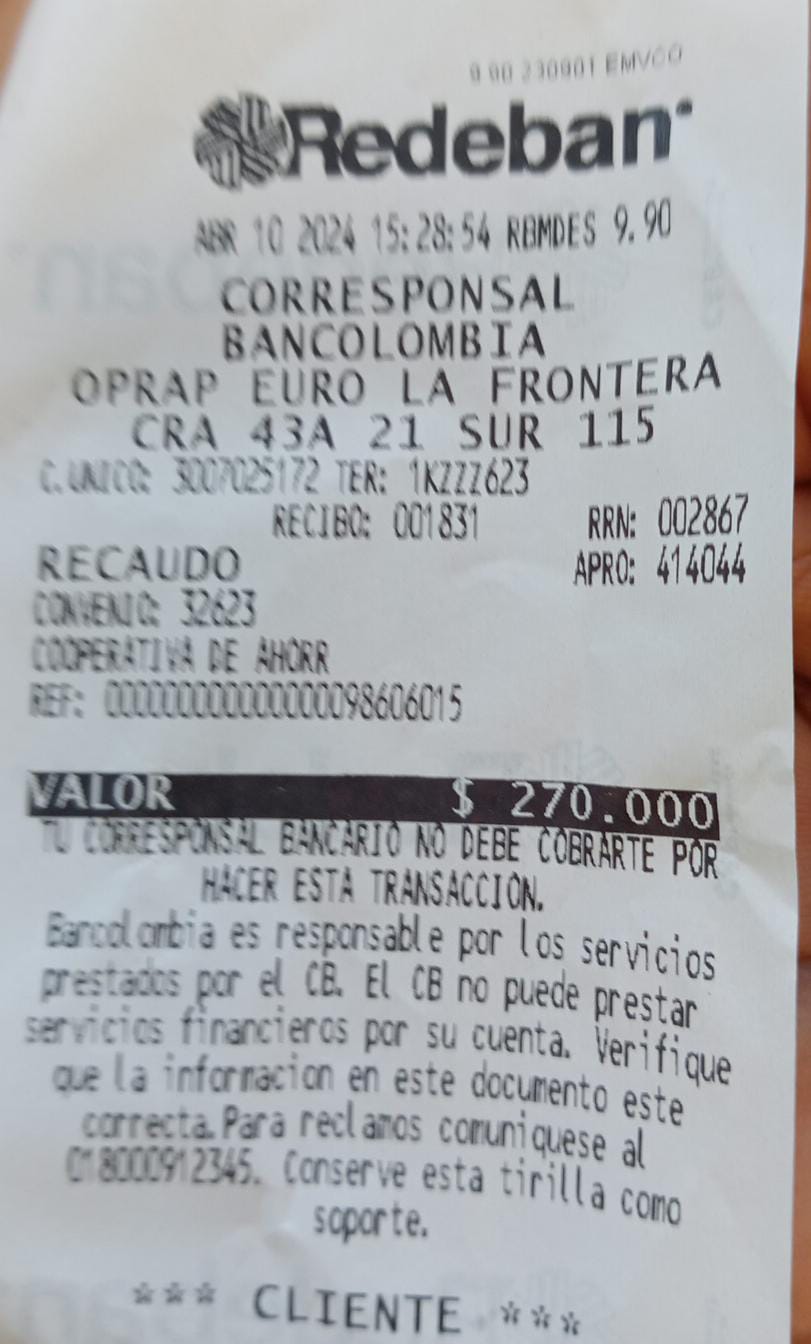 9.90 230901 EMVCO
Redeban
ABR 10 2024 15:28:54 RBMDES 9.90
CORRESPONSAL
BANCOLOMBIA
OPRAP EURO LA FRONTERA
CRA 43A 21 SUR 115
C.UNICO: 3007025172 TER: 1KZZZ623
RECIBO: 001831 RRN: 002867
RECAUDO APRO: 414044
CONVENIO: 32623
COOPERATIVA DE AHORR
REF: 000000000000000098606015
VALOR $ 270.000
TU CORRESPONSAL BANCARIO NO DEBE COBRARTE POR
HACER ESTA TRANSACCION.
Bancolombia es responsable por los servicios
prestados por el CB. El CB no puede prestar
servicios financieros por su cuenta. Verifique
que la informacion en este documento este
correcta.Para reclamos comuniquese al
018000912345. Conserve esta tirilla como
soporte.
*** CLIENTE ***